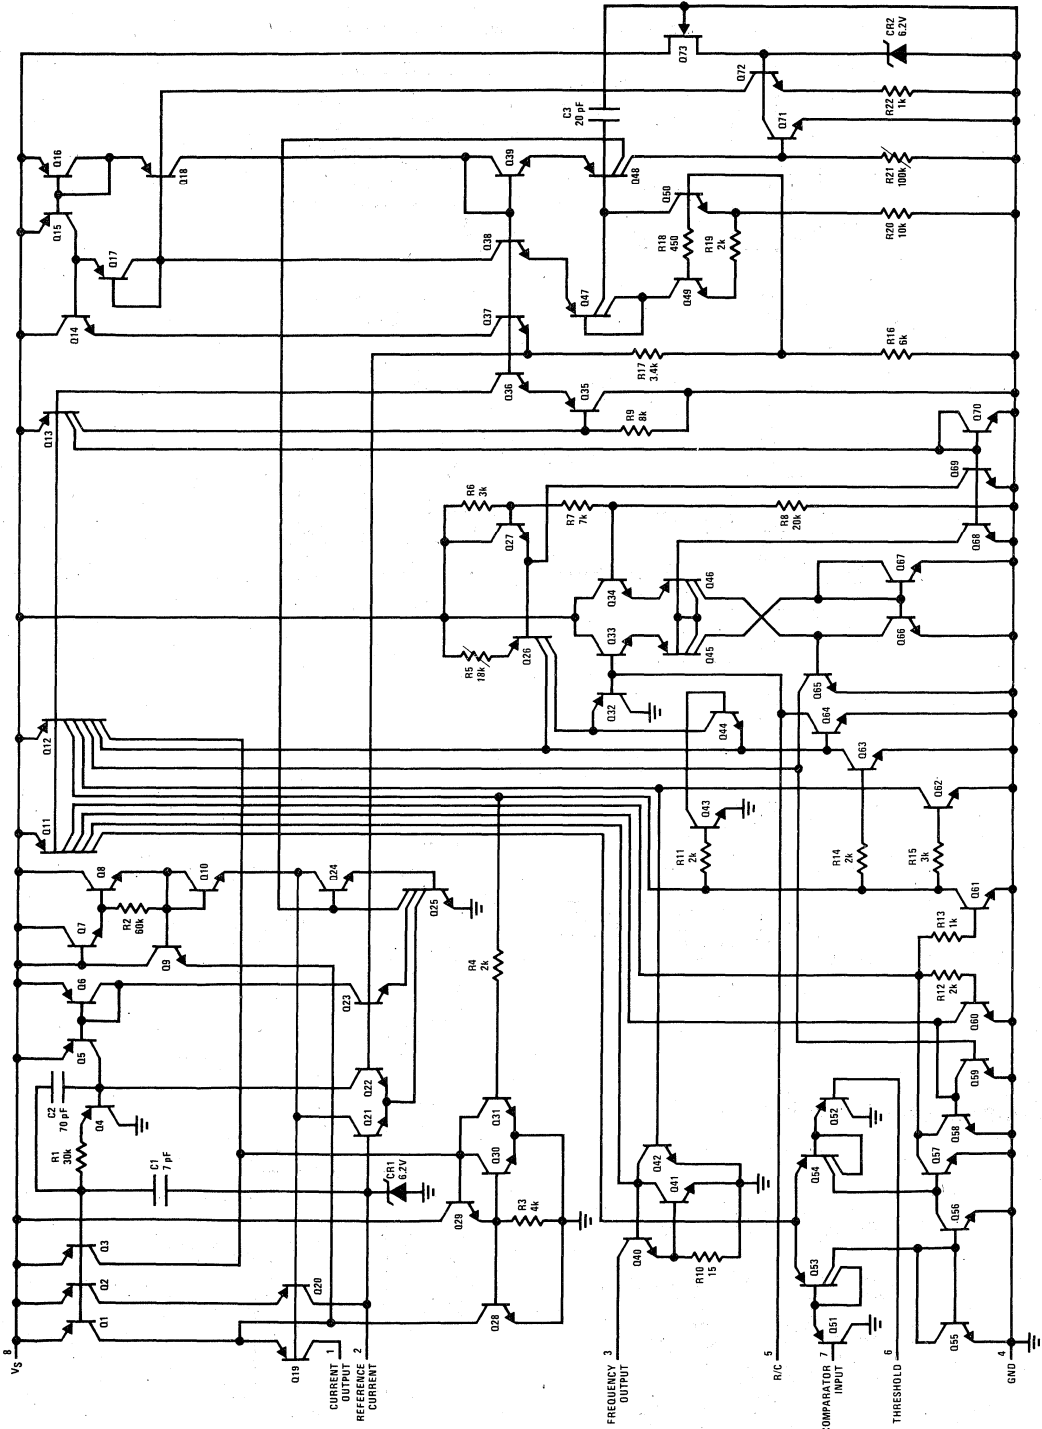 CR2
6.2V
Q73
Q72
R22
1k
C3
20 pF
Q71
Q16
Q18
Q39
Q48
R21
100k
Q15
Q50
R18
450
R19
2k
R20
10k
Q17
Q38
Q47
Q49
Q14
Q37
R17
3.4k
R16
6k
Q36
Q35
Q13
R9
8k
Q70
R6
3k
Q69
Q27
R7
7k
R8
20k
Q68
Q34
Q46
Q67
Q33
Q45
Q66
R5
18k
Q26
Q32
Q65
Q12
Q44
Q64
Q63
Q11
Q43
Q62
R11
2k
R14
2k
R15
3k
Q8
Q10
Q24
Q25
Q61
R2
60k
Q7
R13
1k
Q9
R4
2k
Q6
Q23
R12
2k
Q60
Q5
Q59
C2
70 pF
Q4
Q22
Q21
Q31
Q52
Q58
R1
30k
Q30
Q42
Q54
Q57
C1
7 pF
CR1
6.2V
Q41
Q29
R3
4k
Q56
Q3
Q40
R10
15
Q53
Q2
Q20
Q1
Q28
Q51
Q55
8
VS
Q19
1
CURRENT
OUTPUT
2
REFERENCE
CURRENT
3
FREQUENCY
OUTPUT
5
R/C
7
COMPARATOR
INPUT
6
THRESHOLD
4
GND